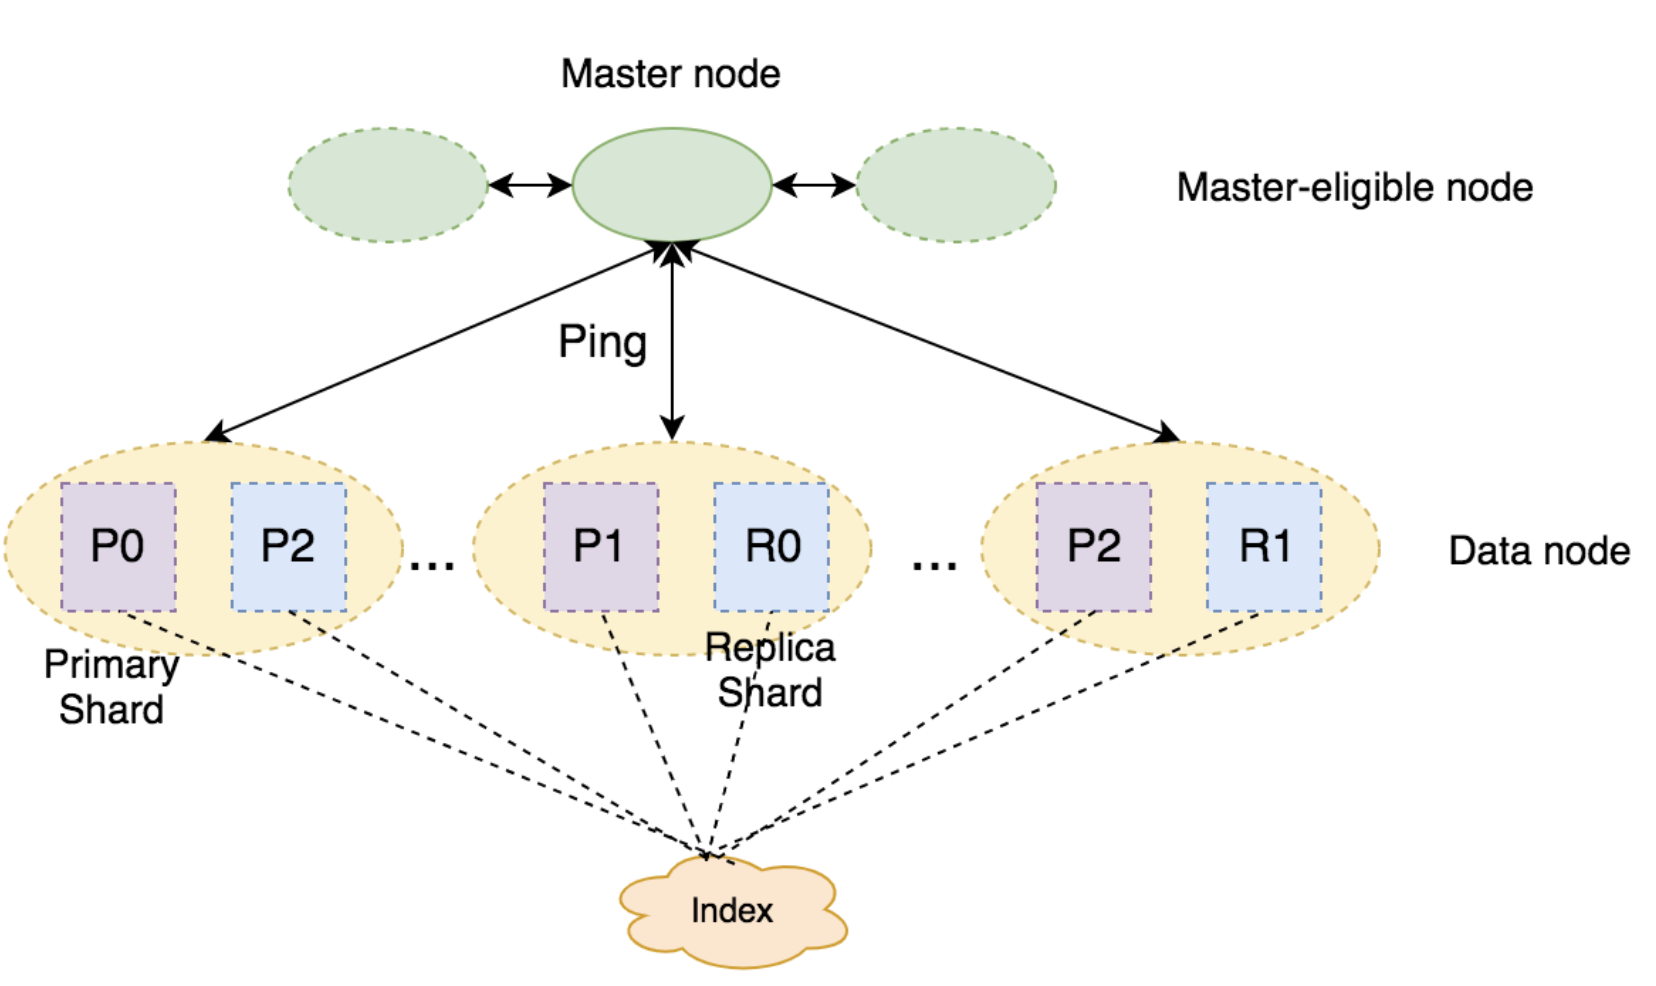 Master node
Master-eligible node
Ping
P0
P2
...
P1
R0
...
P2
R1
Data node
Primary
Shard
Replica
Shard
Index